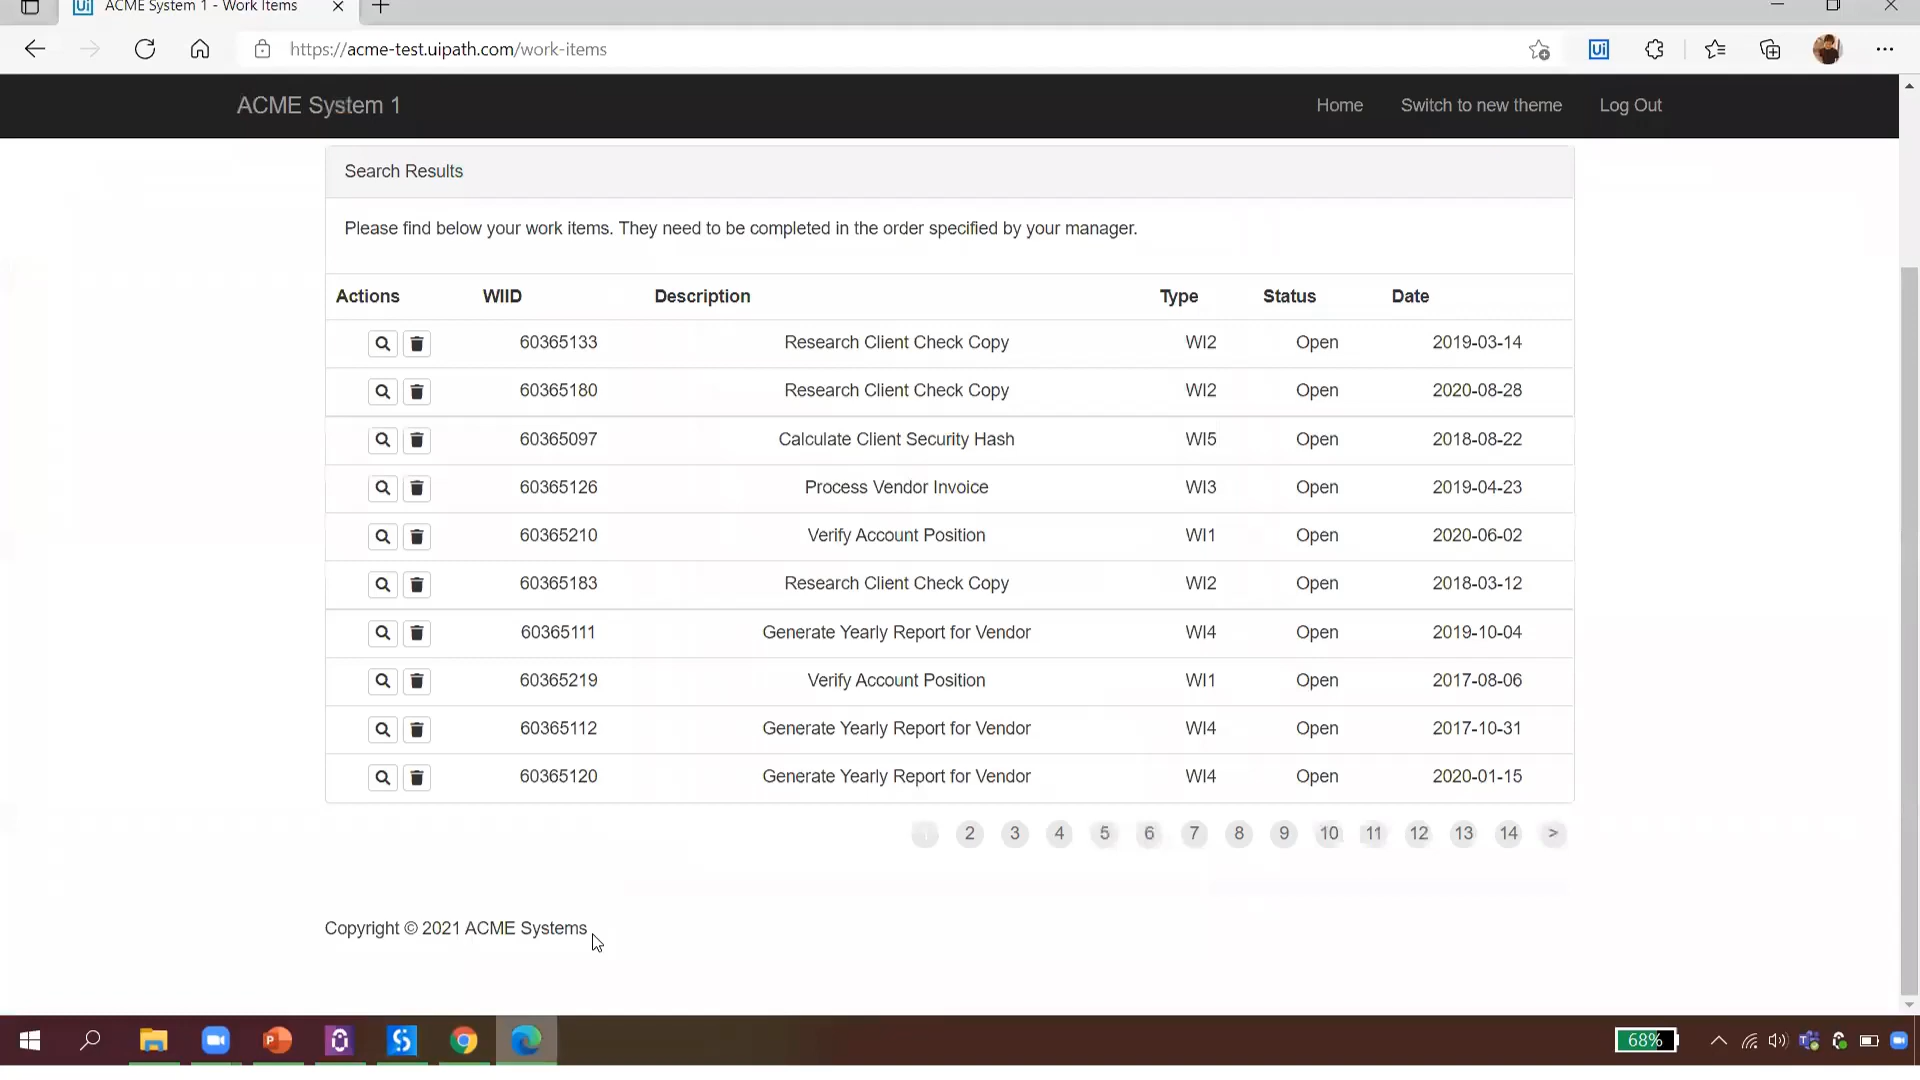 ACME System 1 - Work Items
https://acme-test.uipath.com/work-items
ACME System 1 Home Switch to new theme Log Out
Search Results
Please find below your work items. They need to be completed in the order specified by your manager.
Actions WIID Description Type Status Date
60365133 Research Client Check Copy WI2 Open 2019-03-14
60365180 Research Client Check Copy WI2 Open 2020-08-28
60365097 Calculate Client Security Hash WI5 Open 2018-08-22
60365126 Process Vendor Invoice WI3 Open 2019-04-23
60365210 Verify Account Position WI1 Open 2020-06-02
60365183 Research Client Check Copy WI2 Open 2018-03-12
60365111 Generate Yearly Report for Vendor WI4 Open 2019-10-04
60365219 Verify Account Position WI1 Open 2017-08-06
60365112 Generate Yearly Report for Vendor WI4 Open 2017-10-31
60365120 Generate Yearly Report for Vendor WI4 Open 2020-01-15
2 3 4 5 6 7 8 9 10 11 12 13 14 >
Copyright © 2021 ACME Systems
68%